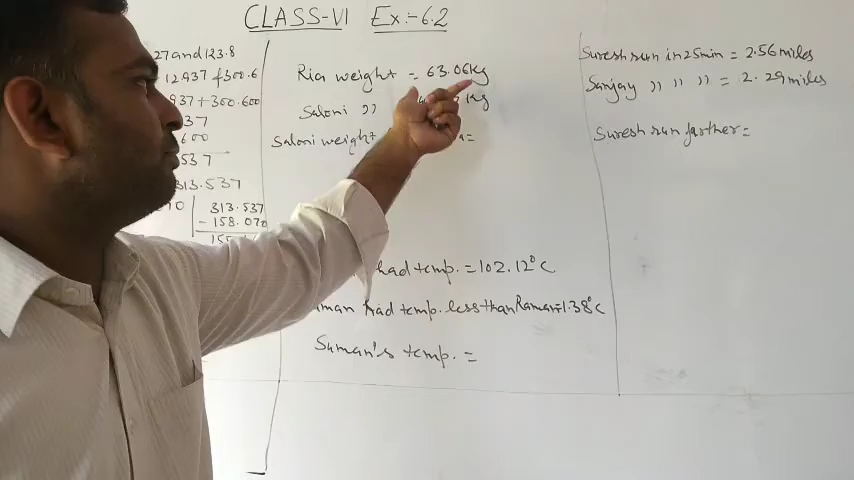 CLASS-VI Ex:-6.2
27 and 123.8
12.937 + 300.6
937 + 300.600
937
600
537
313.537
313.537
- 158.070
Ria weight = 63.06Kg
Saloni ,, Kg
Saloni weight a=
had temp. = 102.12°C
man had temp. less than Raman = 1.38°C
Suman's temp. =
Suresh run in 25 min = 2.56 miles
Sanjay ,, ,, ,, = 2.29 miles
Suresh run farther =